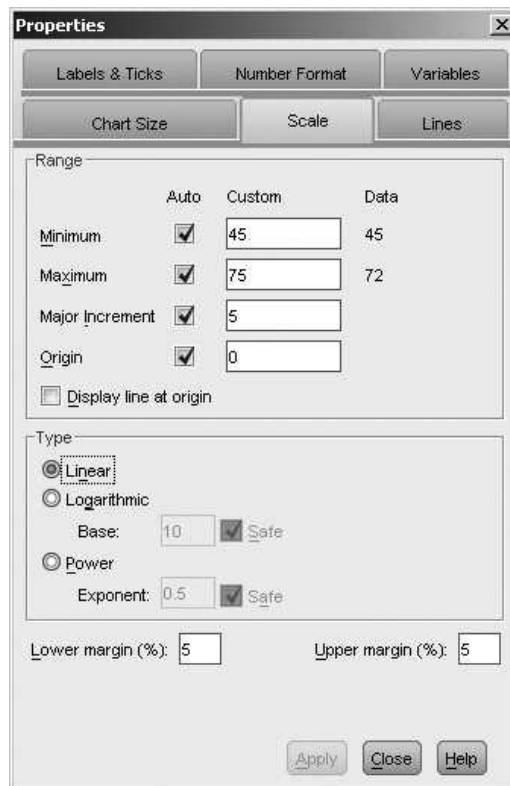 Properties
Labels & Ticks Number Format Variables
Chart Size Scale Lines
Range
Auto Custom Data
Minimum 45 45
Maximum 75 72
Major Increment 5
Origin 0
Display line at origin
Type
Linear
Logarithmic
Base: 10 Safe
Power
Exponent: 0.5 Safe
Lower margin (%): 5 Upper margin (%): 5
Apply Close Help